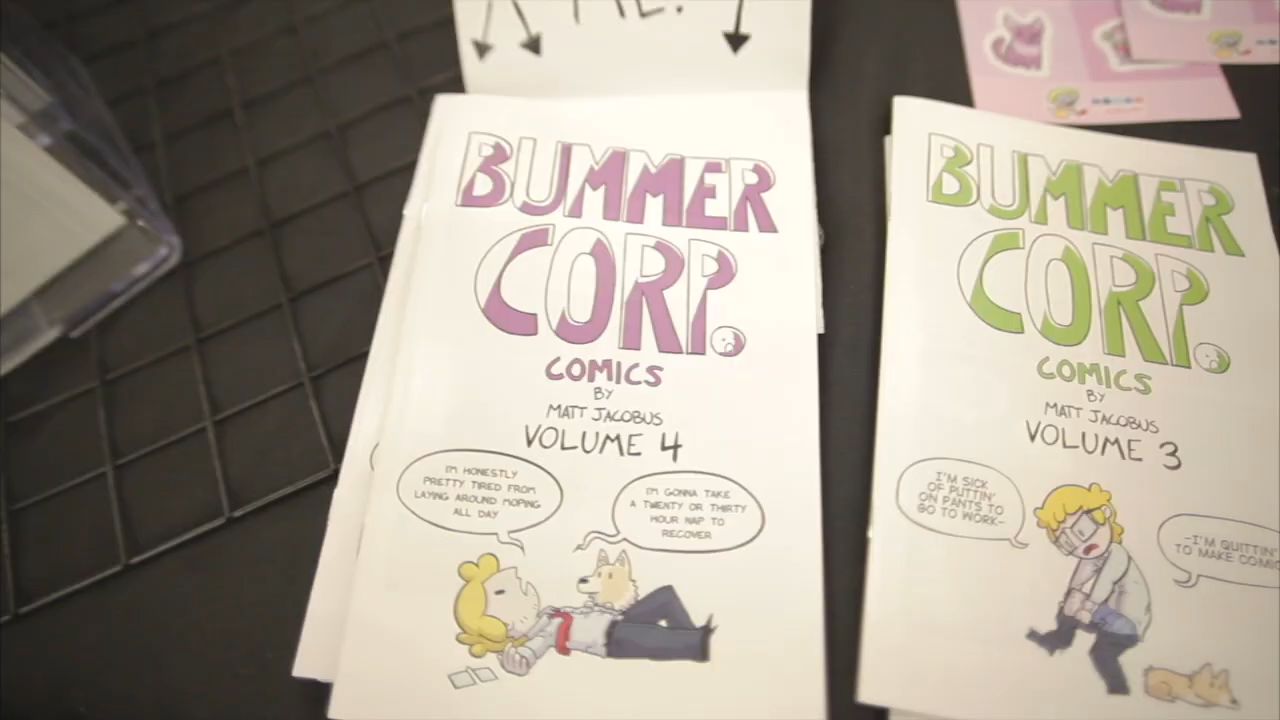 ME!
BUMMER
CORP.
COMICS
BY
MATT JACOBUS
VOLUME 4
I'M HONESTLY
PRETTY TIRED FROM
LAYING AROUND MOPING
ALL DAY
I'M GONNA TAKE
A TWENTY OR THIRTY
HOUR NAP TO
RECOVER
BUMMER
CORP.
COMICS
BY
MATT JACOBUS
VOLUME 3
I'M SICK
OF PUTTIN'
ON PANTS TO
GO TO WORK-
-I'M QUITTIN'
TO MAKE COMIC